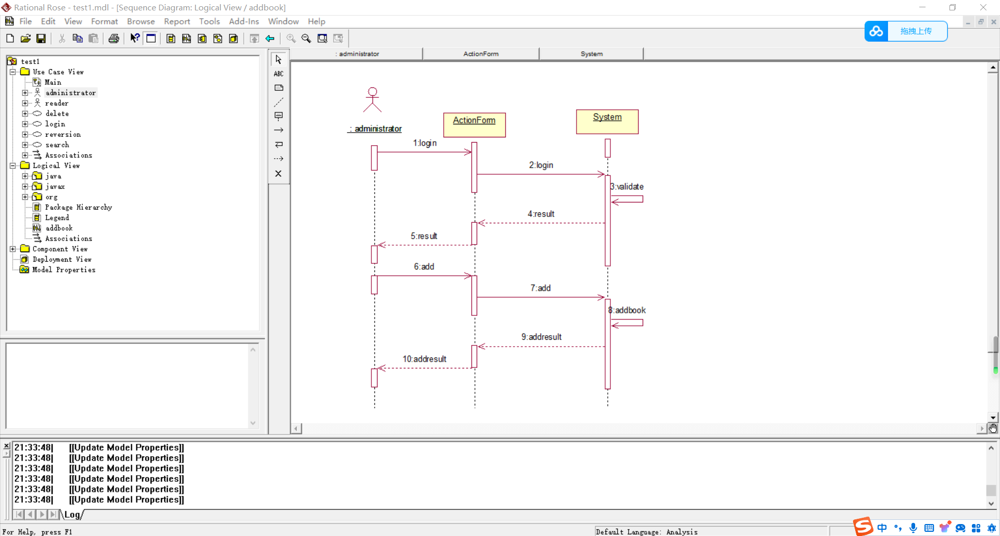 Rational Rose - test1.mdl - [Sequence Diagram: Logical View / addbook]
File Edit View Format Browse Report Tools Add-Ins Window Help
拖拽上传
: administrator ActionForm System
ABC
test1
Use Case View
Main
administrator
reader
delete
login
reversion
search
Associations
Logical View
java
javax
org
Package Hierarchy
Legend
addbook
Associations
Component View
Deployment View
Model Properties
: administrator
ActionForm
System
1:login
2:login
3:validate
4:result
5:result
6:add
7:add
8:addbook
9:addresult
10:addresult
21:33:48| [[Update Model Properties]]
21:33:48| [[Update Model Properties]]
21:33:48| [[Update Model Properties]]
21:33:48| [[Update Model Properties]]
21:33:48| [[Update Model Properties]]
21:33:48| [[Update Model Properties]]
Log
For Help, press F1
Default Language: Analysis
中